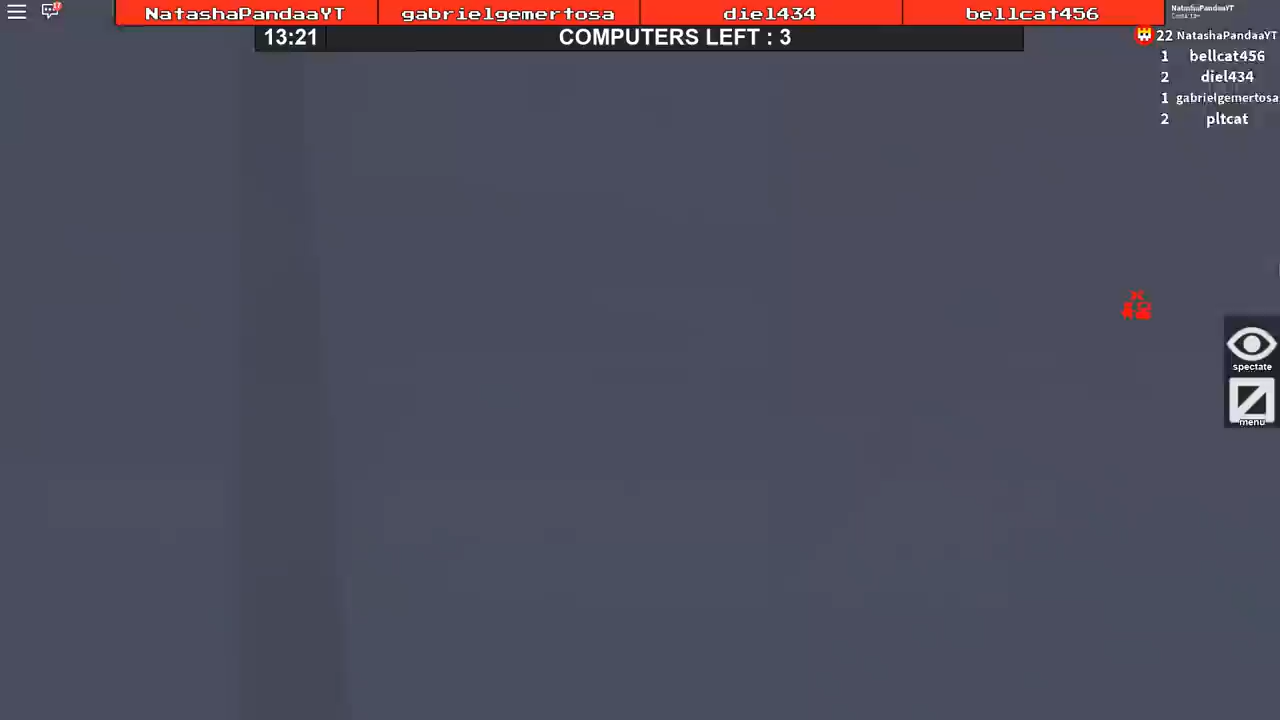 NatashaPandaaYT gabrielgemertosa diel434 bellcat456
NatashaPandaaYT
13:21 COMPUTERS LEFT : 3
22 NatashaPandaaYT
1 bellcat456
2 diel434
1 gabrielgemertosa
2 pltcat
spectate
menu